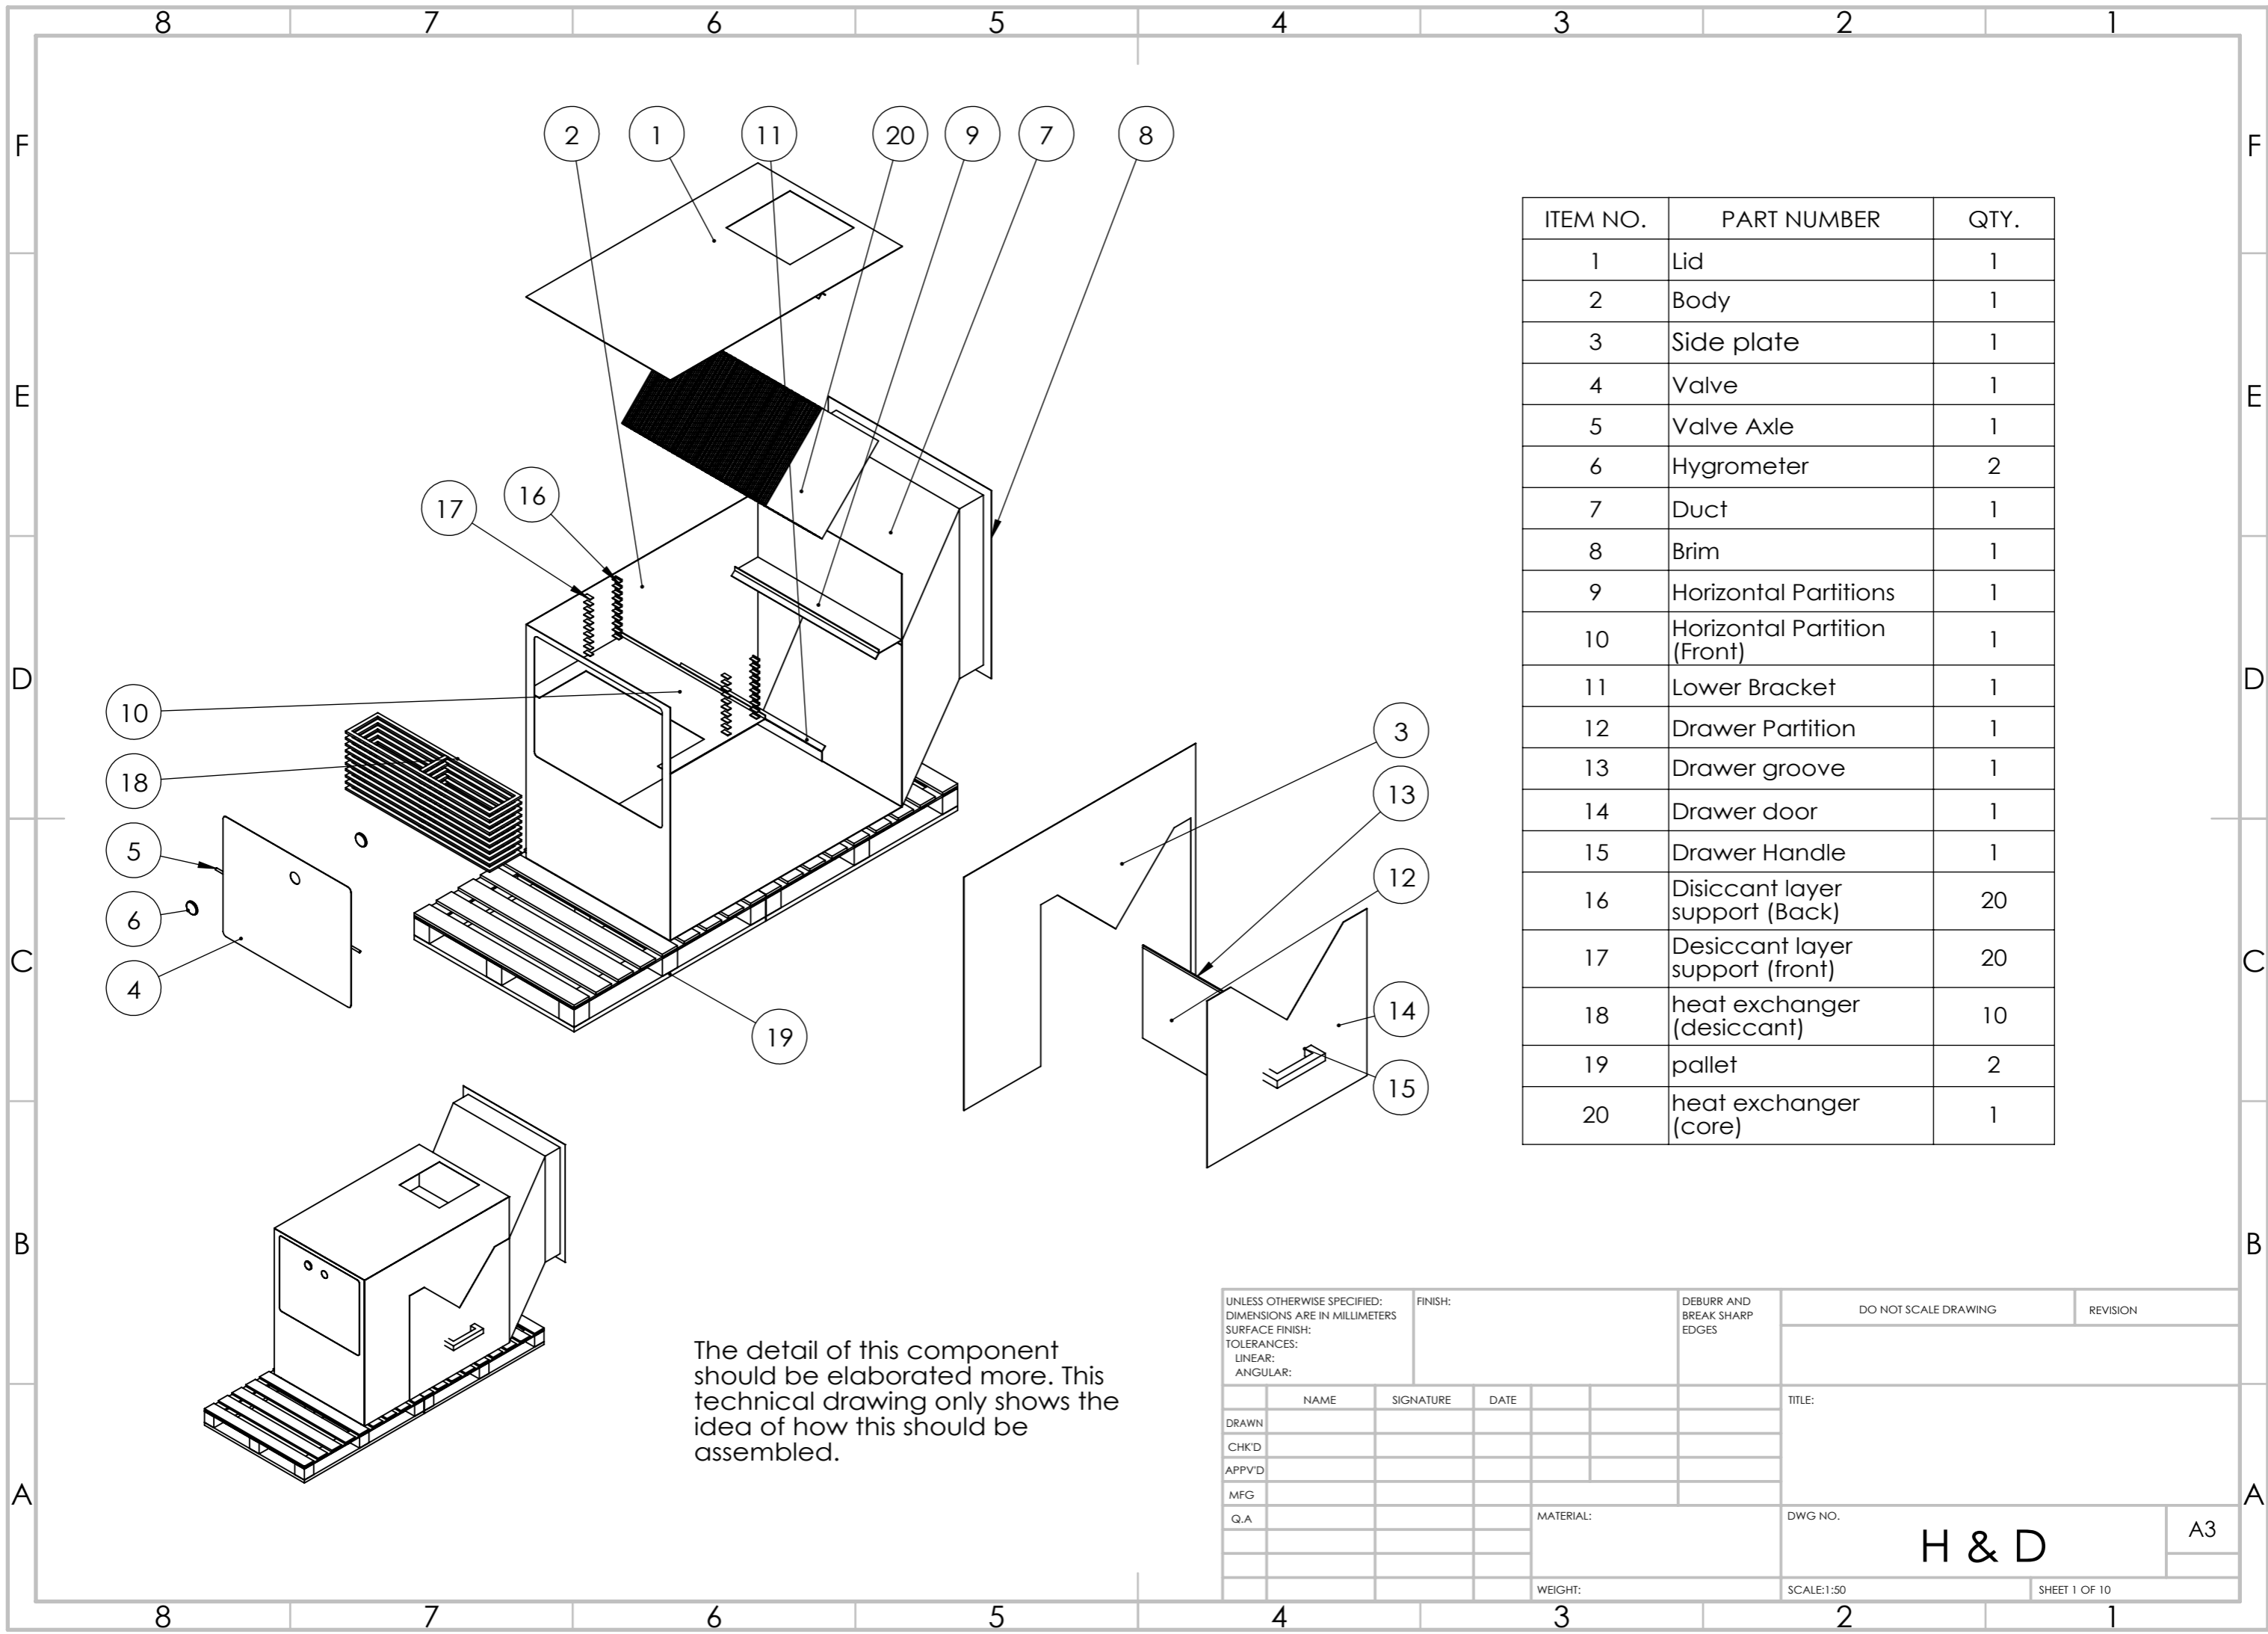 8 7 6 5 4 3 2 1
F F
E E
D D
C C
B B
A A
2 1 11 20 9 7 8
17 16
10
18
5
6
4
19
3
13
12
14
15
ITEM NO. PART NUMBER QTY.
1 Lid 1
2 Body 1
3 Side plate 1
4 Valve 1
5 Valve Axle 1
6 Hygrometer 2
7 Duct 1
8 Brim 1
9 Horizontal Partitions 1
10 Horizontal Partition
(Front) 1
11 Lower Bracket 1
12 Drawer Partition 1
13 Drawer groove 1
14 Drawer door 1
15 Drawer Handle 1
16 Disiccant layer
support (Back) 20
17 Desiccant layer
support (front) 20
18 heat exchanger
(desiccant) 10
19 pallet 2
20 heat exchanger
(core) 1
The detail of this component
should be elaborated more. This
technical drawing only shows the
idea of how this should be
assembled.
UNLESS OTHERWISE SPECIFIED:
DIMENSIONS ARE IN MILLIMETERS
SURFACE FINISH:
TOLERANCES:
LINEAR:
ANGULAR:
FINISH:
DEBURR AND
BREAK SHARP
EDGES
DO NOT SCALE DRAWING
REVISION
NAME SIGNATURE DATE
DRAWN
CHK'D
APPV'D
MFG
Q.A
TITLE:
MATERIAL:
DWG NO.
H & D
A3
WEIGHT:
SCALE:1:50
SHEET 1 OF 10
8 7 6 5 4 3 2 1